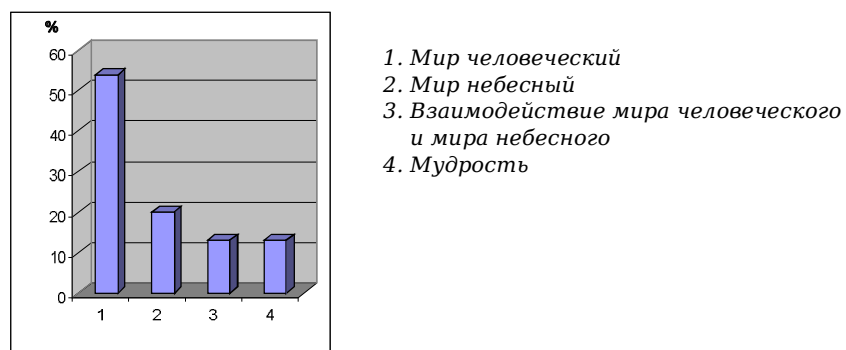 %
60
50
40
30
20
10
0
1 2 3 4
1. Мир человеческий
2. Мир небесный
3. Взаимодействие мира человеческого
и мира небесного
4. Мудрость